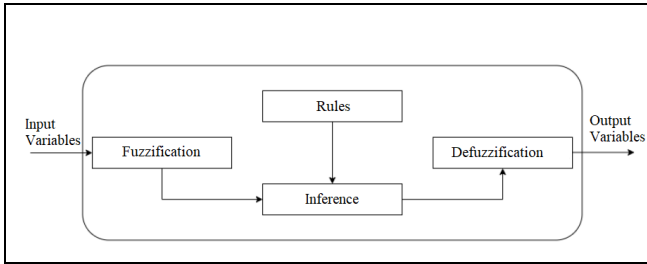 Input
Variables
Fuzzification
Rules
Inference
Defuzzification
Output
Variables